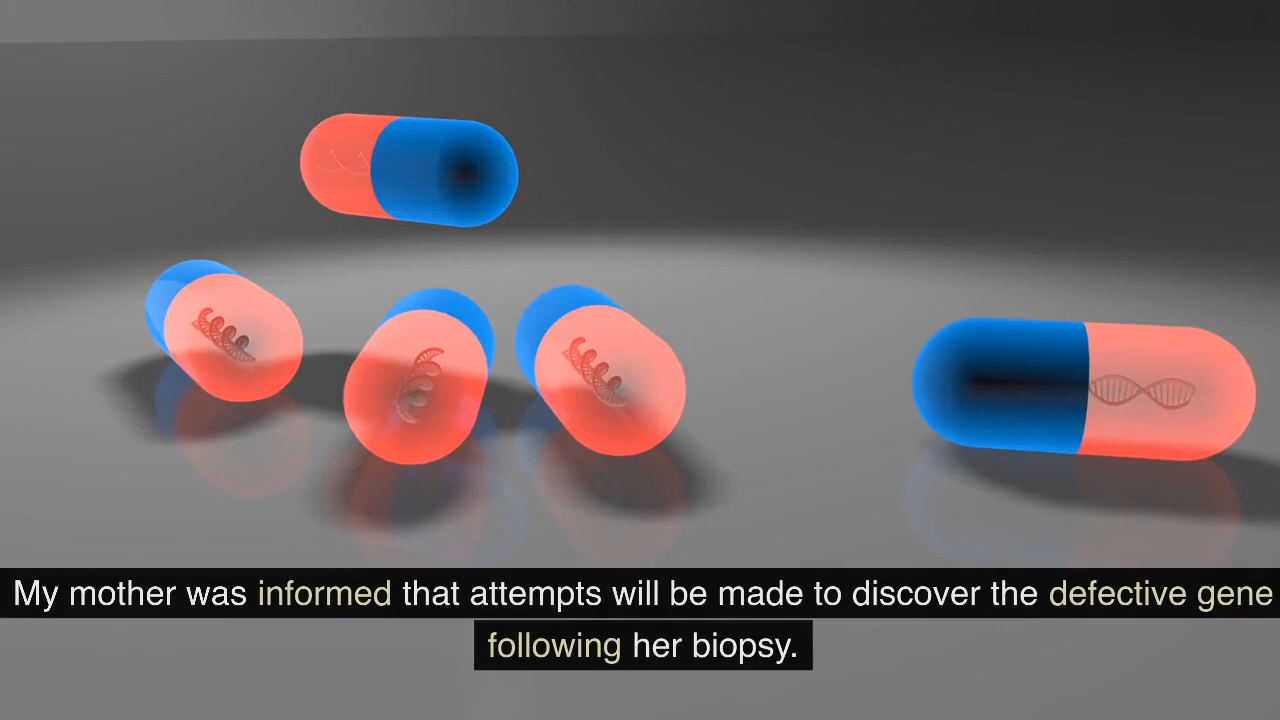 My mother was informed that attempts will be made to discover the defective gene
following her biopsy.